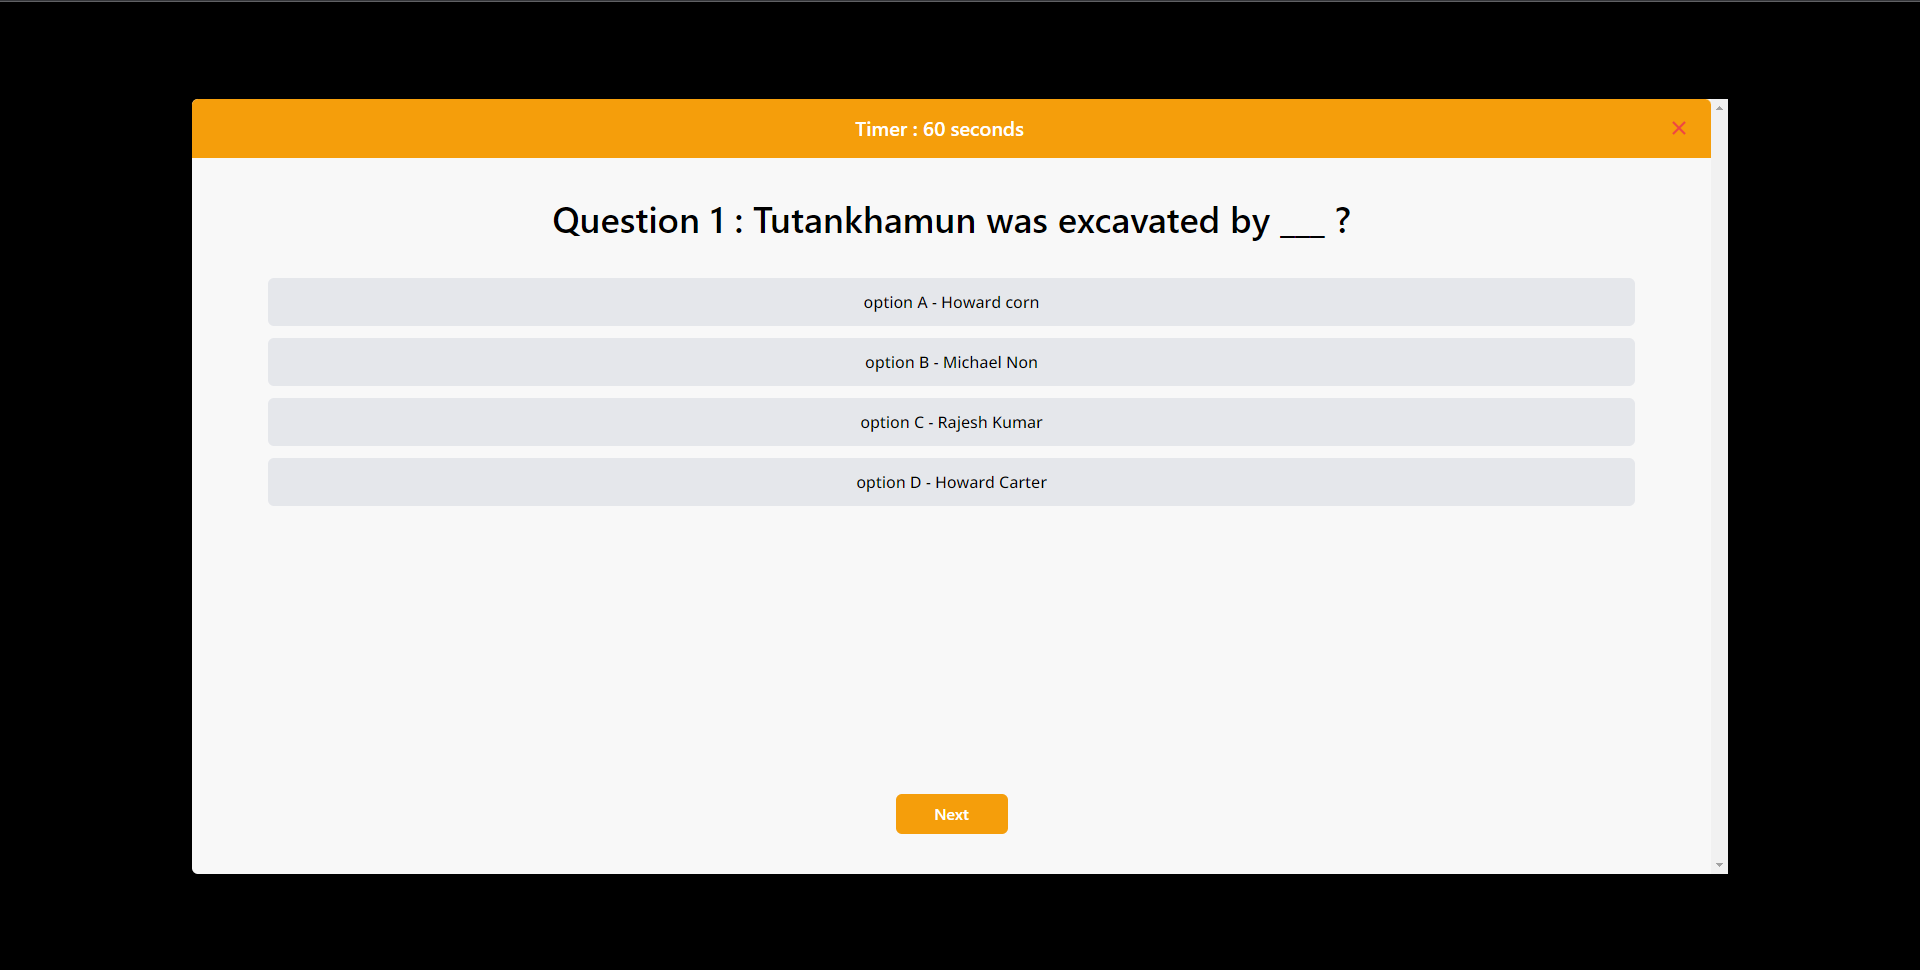 Timer : 60 seconds
Question 1 : Tutankhamun was excavated by ___ ?
option A - Howard corn
option B - Michael Non
option C - Rajesh Kumar
option D - Howard Carter
Next